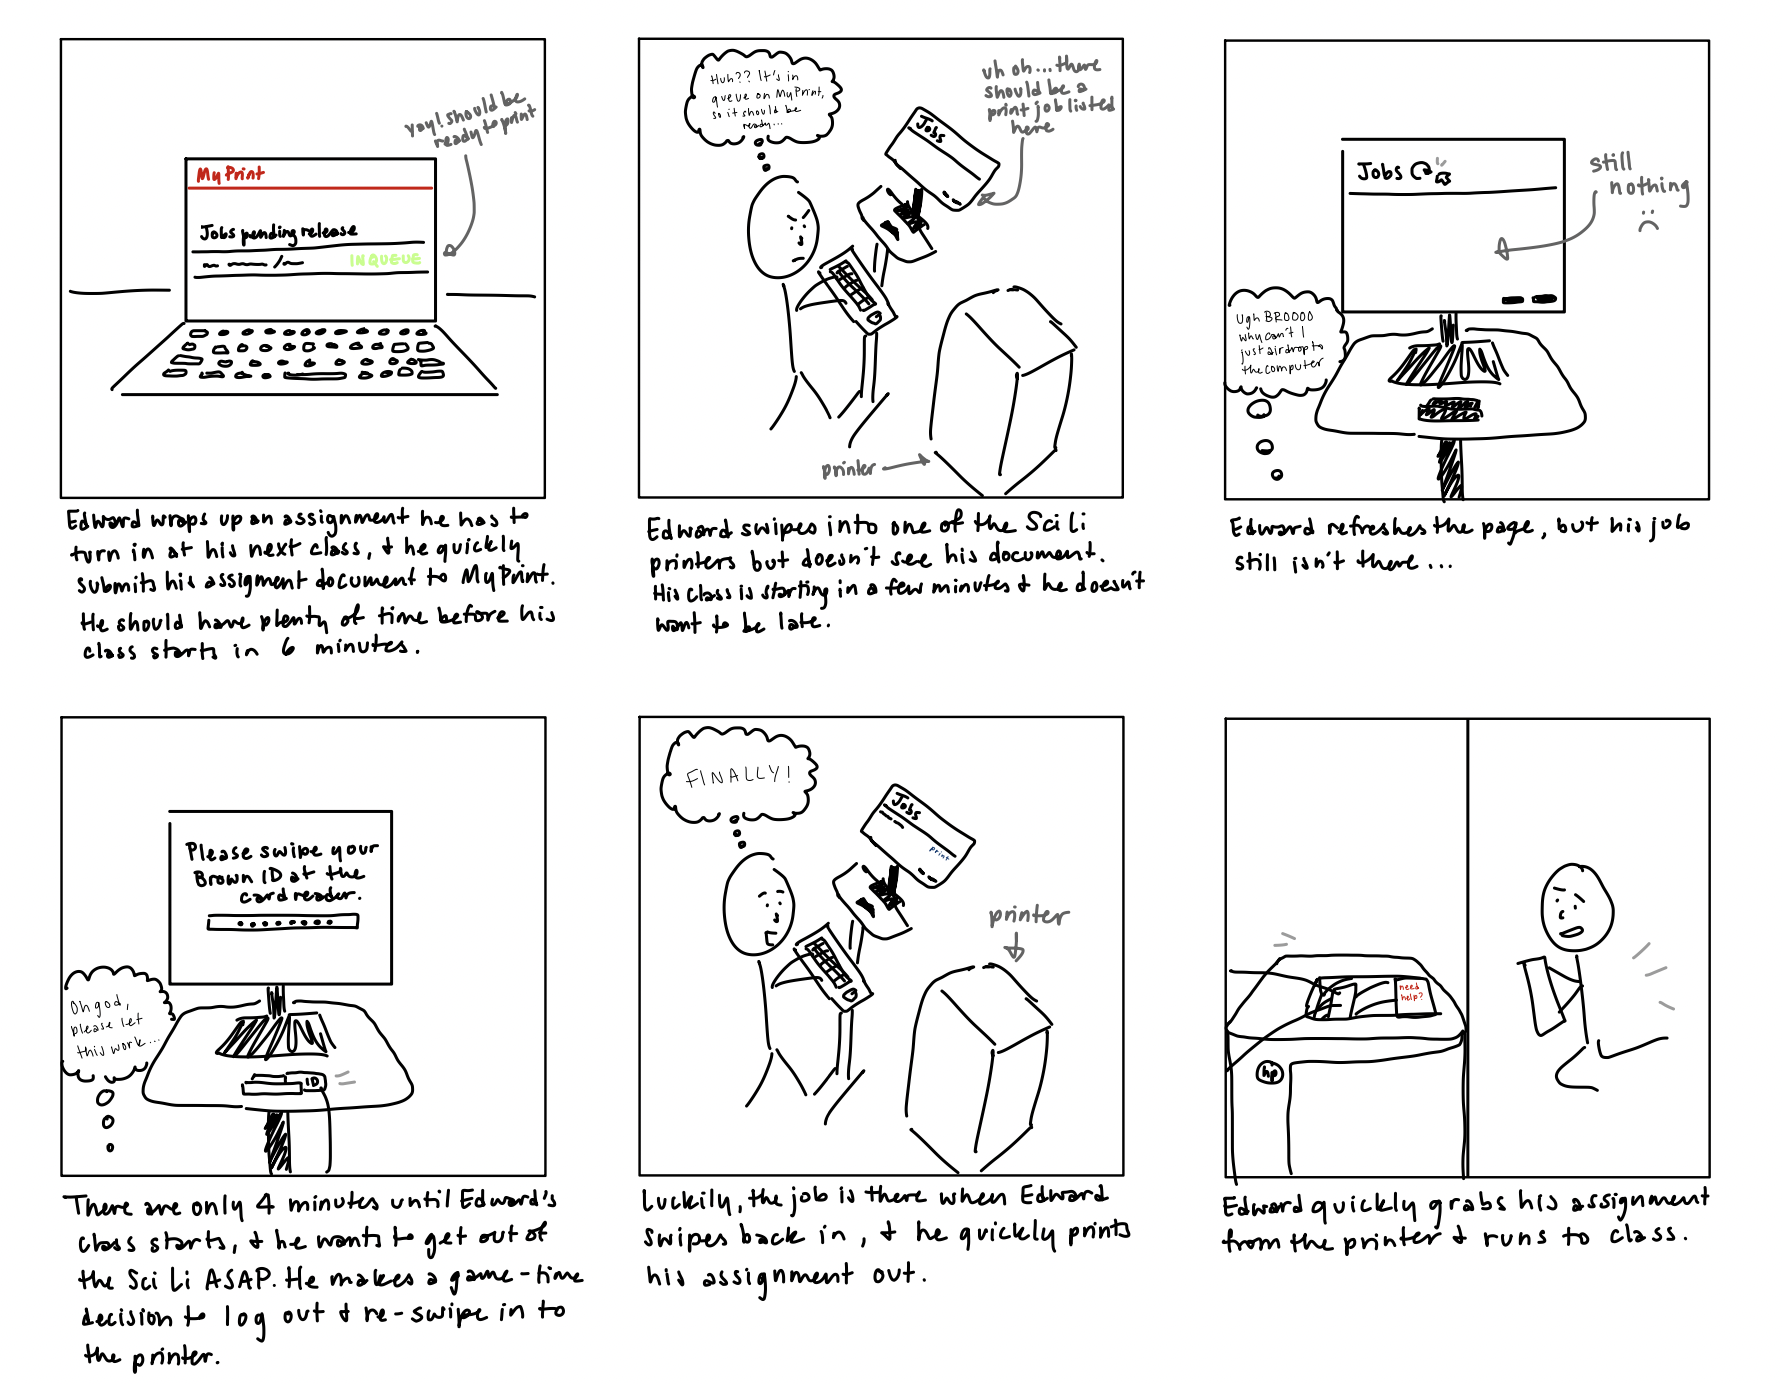 yay! should be
ready to print
MyPrint
Jobs pending release
IN QUEUE
Edward wraps up an assignment he has to
turn in at his next class, & he quickly
submits his assigment document to MyPrint.
He should have plenty of time before his
class starts in 6 minutes.
Huh?? It's in
queue on MyPrint,
so it should be
ready...
uh oh...there
should be a
print job listed
here
Jobs
printer
Edward swipes into one of the Sci Li
printers but doesn't see his document.
His class is starting in a few minutes & he doesn't
want to be late.
Jobs
still
nothing
Ugh BROOOO
why can't I
just airdrop to
the computer
Edward refreshes the page, but his job
still isn't there...
Please swipe your
Brown ID at the
card reader.
Oh god,
please let
this work...
ID
There are only 4 minutes until Edward's
class starts, & he wants to get out of
the Sci Li ASAP. He makes a game-time
decision to log out & re-swipe in to
the printer.
FINALLY!
Jobs
print
printer
Luckily, the job is there when Edward
swipes back in, & he quickly prints
his assignment out.
need
help?
hp
Edward quickly grabs his assignment
from the printer & runs to class.